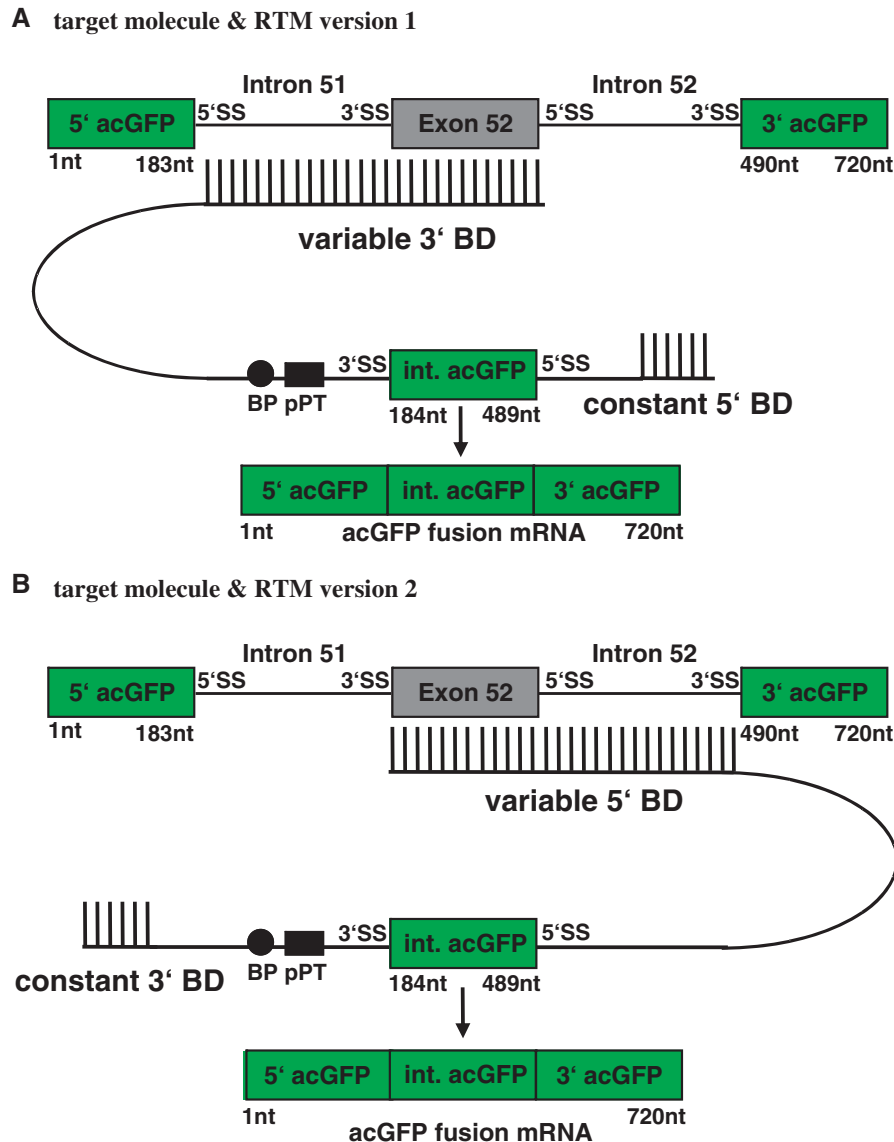 A target molecule & RTM version 1
Intron 51 Intron 52
5‘ acGFP 5‘SS 3‘SS Exon 52 5‘SS 3‘SS 3‘ acGFP
1nt 183nt 490nt 720nt
variable 3‘ BD
3‘SS int. acGFP 5‘SS
BP pPT 184nt 489nt constant 5‘ BD
5‘ acGFP int. acGFP 3‘ acGFP
1nt acGFP fusion mRNA 720nt
B target molecule & RTM version 2
Intron 51 Intron 52
5‘ acGFP 5‘SS 3‘SS Exon 52 5‘SS 3‘SS 3‘ acGFP
1nt 183nt 490nt 720nt
variable 5‘ BD
3‘SS int. acGFP 5‘SS
constant 3‘ BD BP pPT 184nt 489nt
5‘ acGFP int. acGFP 3‘ acGFP
1nt 720nt
acGFP fusion mRNA